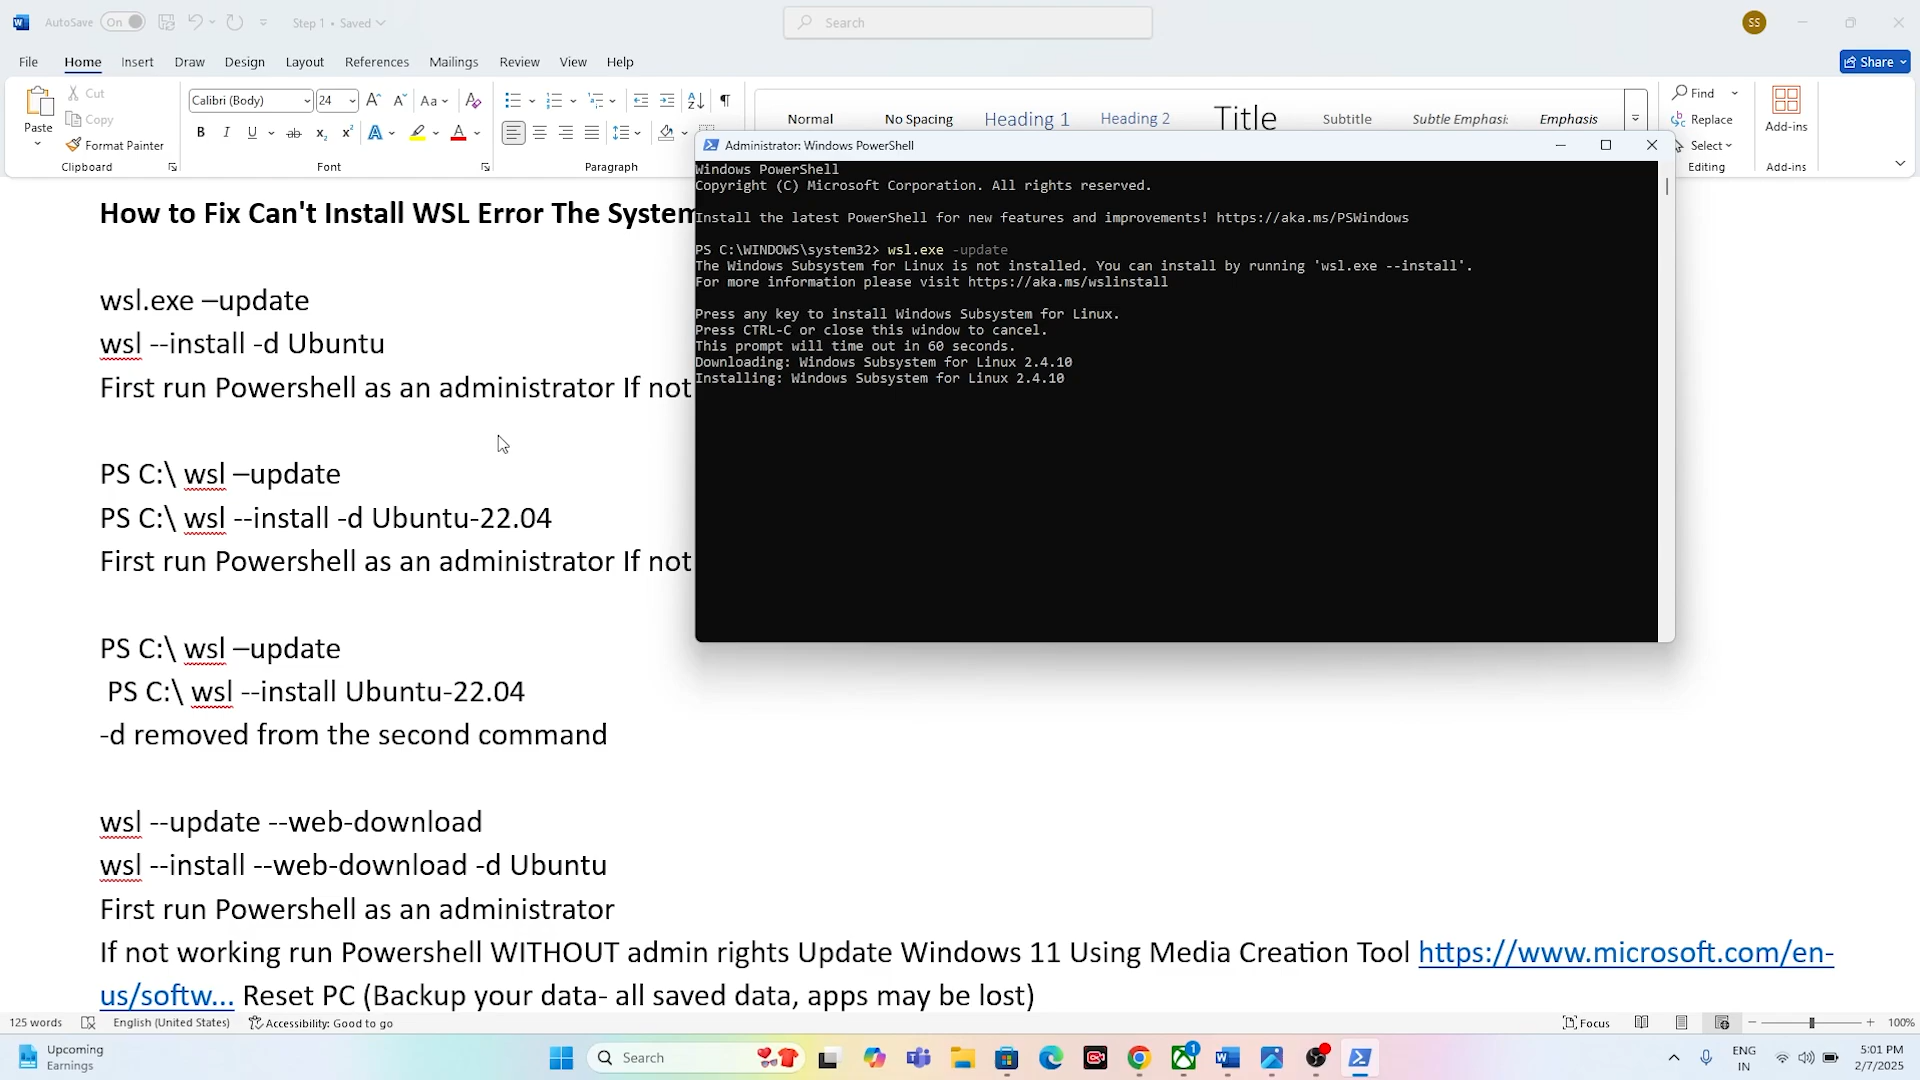 AutoSave On Step 1 • Saved Search SS
File Home Insert Draw Design Layout References Mailings Review View Help Share
Paste Cut Copy Format Painter
Calibri (Body) 24
Normal No Spacing Heading 1 Heading 2 Title Subtitle Subtle Emphasi: Emphasis
Find Replace Select
Add-ins
Clipboard Font Paragraph Editing Add-ins
How to Fix Can't Install WSL Error The System
wsl.exe –update
wsl --install -d Ubuntu
First run Powershell as an administrator If not
PS C:\ wsl –update
PS C:\ wsl --install -d Ubuntu-22.04
First run Powershell as an administrator If not
PS C:\ wsl –update
PS C:\ wsl --install Ubuntu-22.04
-d removed from the second command
wsl --update --web-download
wsl --install --web-download -d Ubuntu
First run Powershell as an administrator
If not working run Powershell WITHOUT admin rights Update Windows 11 Using Media Creation Tool https://www.microsoft.com/en-
us/softw... Reset PC (Backup your data- all saved data, apps may be lost)
Administrator: Windows PowerShell
Windows PowerShell
Copyright (C) Microsoft Corporation. All rights reserved.
Install the latest PowerShell for new features and improvements! https://aka.ms/PSWindows
PS C:\WINDOWS\system32> wsl.exe -update
The Windows Subsystem for Linux is not installed. You can install by running 'wsl.exe --install'.
For more information please visit https://aka.ms/wslinstall
Press any key to install Windows Subsystem for Linux.
Press CTRL-C or close this window to cancel.
This prompt will time out in 60 seconds.
Downloading: Windows Subsystem for Linux 2.4.10
Installing: Windows Subsystem for Linux 2.4.10
125 words English (United States) Accessibility: Good to go Focus 100%
Upcoming
Earnings
Search
1
ENG
IN
5:01 PM
2/7/2025